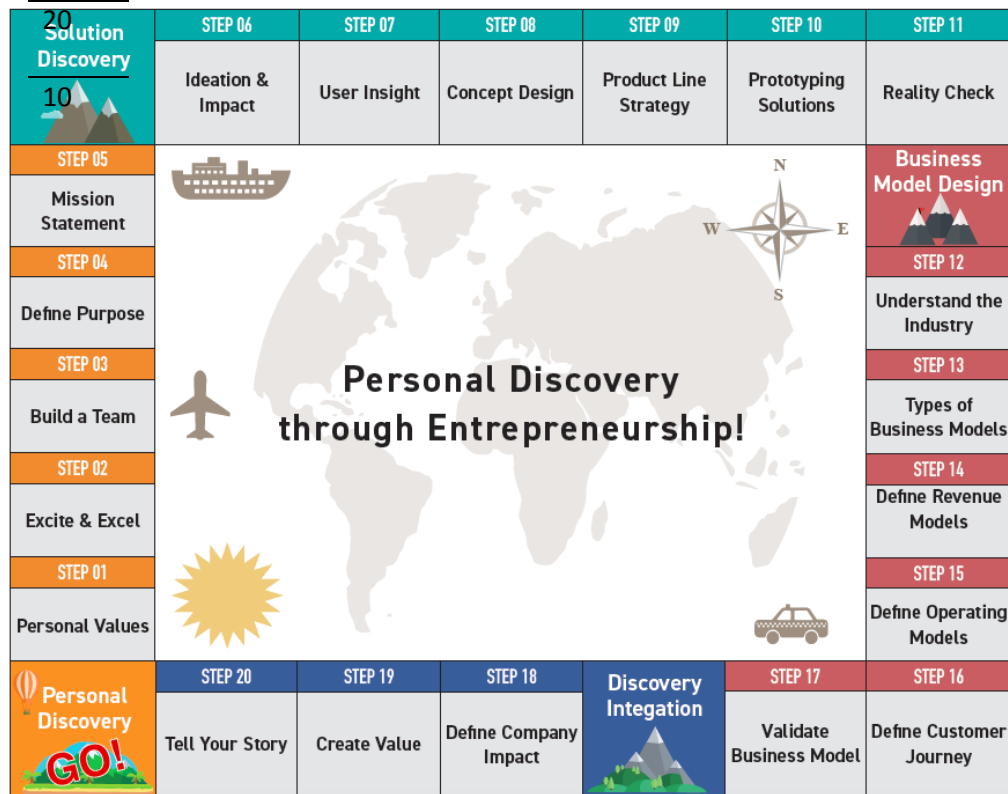 20
Solution
Discovery
10
STEP 06
Ideation &
Impact
STEP 07
User Insight
STEP 08
Concept Design
STEP 09
Product Line
Strategy
STEP 10
Prototyping
Solutions
STEP 11
Reality Check
STEP 05
Mission
Statement
STEP 04
Define Purpose
STEP 03
Build a Team
STEP 02
Excite & Excel
STEP 01
Personal Values
N
W
E
S
Personal Discovery
through Entrepreneurship!
Business
Model Design
STEP 12
Understand the
Industry
STEP 13
Types of
Business Models
STEP 14
Define Revenue
Models
STEP 15
Define Operating
Models
Personal
Discovery
GO!
STEP 20
Tell Your Story
STEP 19
Create Value
STEP 18
Define Company
Impact
Discovery
Integation
STEP 17
Validate
Business Model
STEP 16
Define Customer
Journey